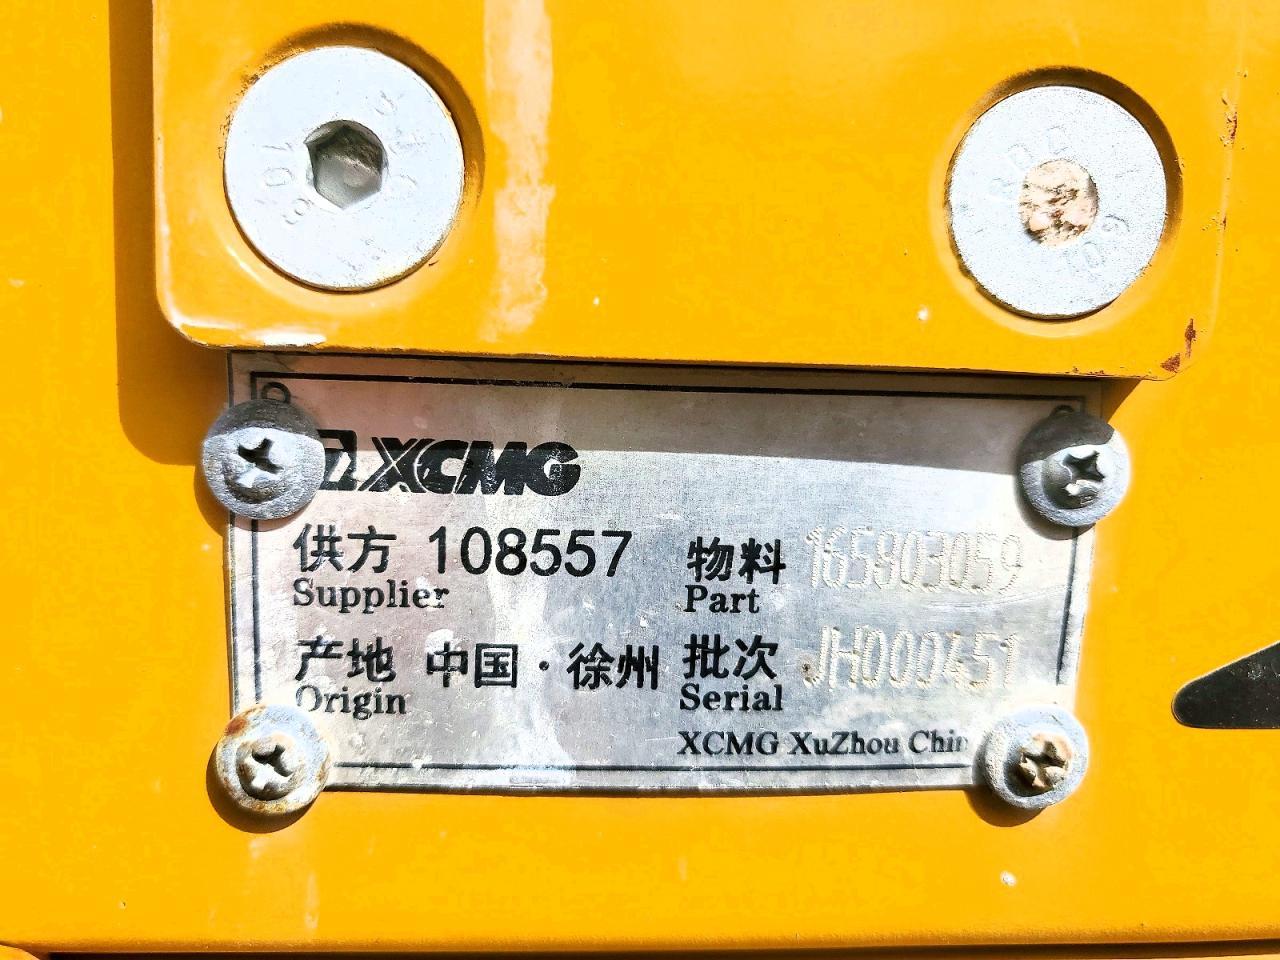 XCMG
供方 108557 物料 165803059
Supplier Part
产地 中国·徐州 批次 JH000451
Origin Serial
XCMG XuZhou Chin